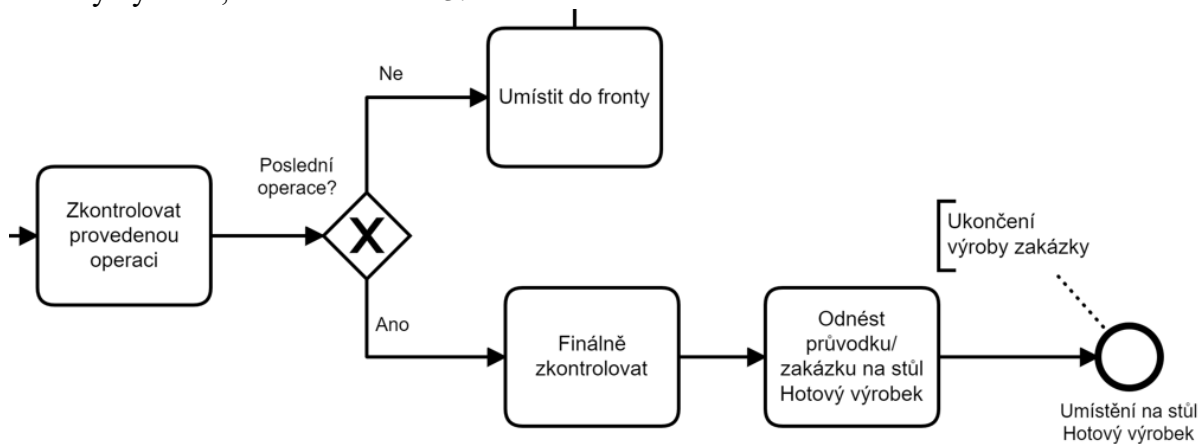 Ne
Umístit do fronty
Poslední
operace?
Zkontrolovat
provedenou
operaci
X
Ano
Finálně
zkontrolovat
Odnést
průvodku/
zakázku na stůl
Hotový výrobek
Ukončení
výroby zakázky
Umístění na stůl
Hotový výrobek